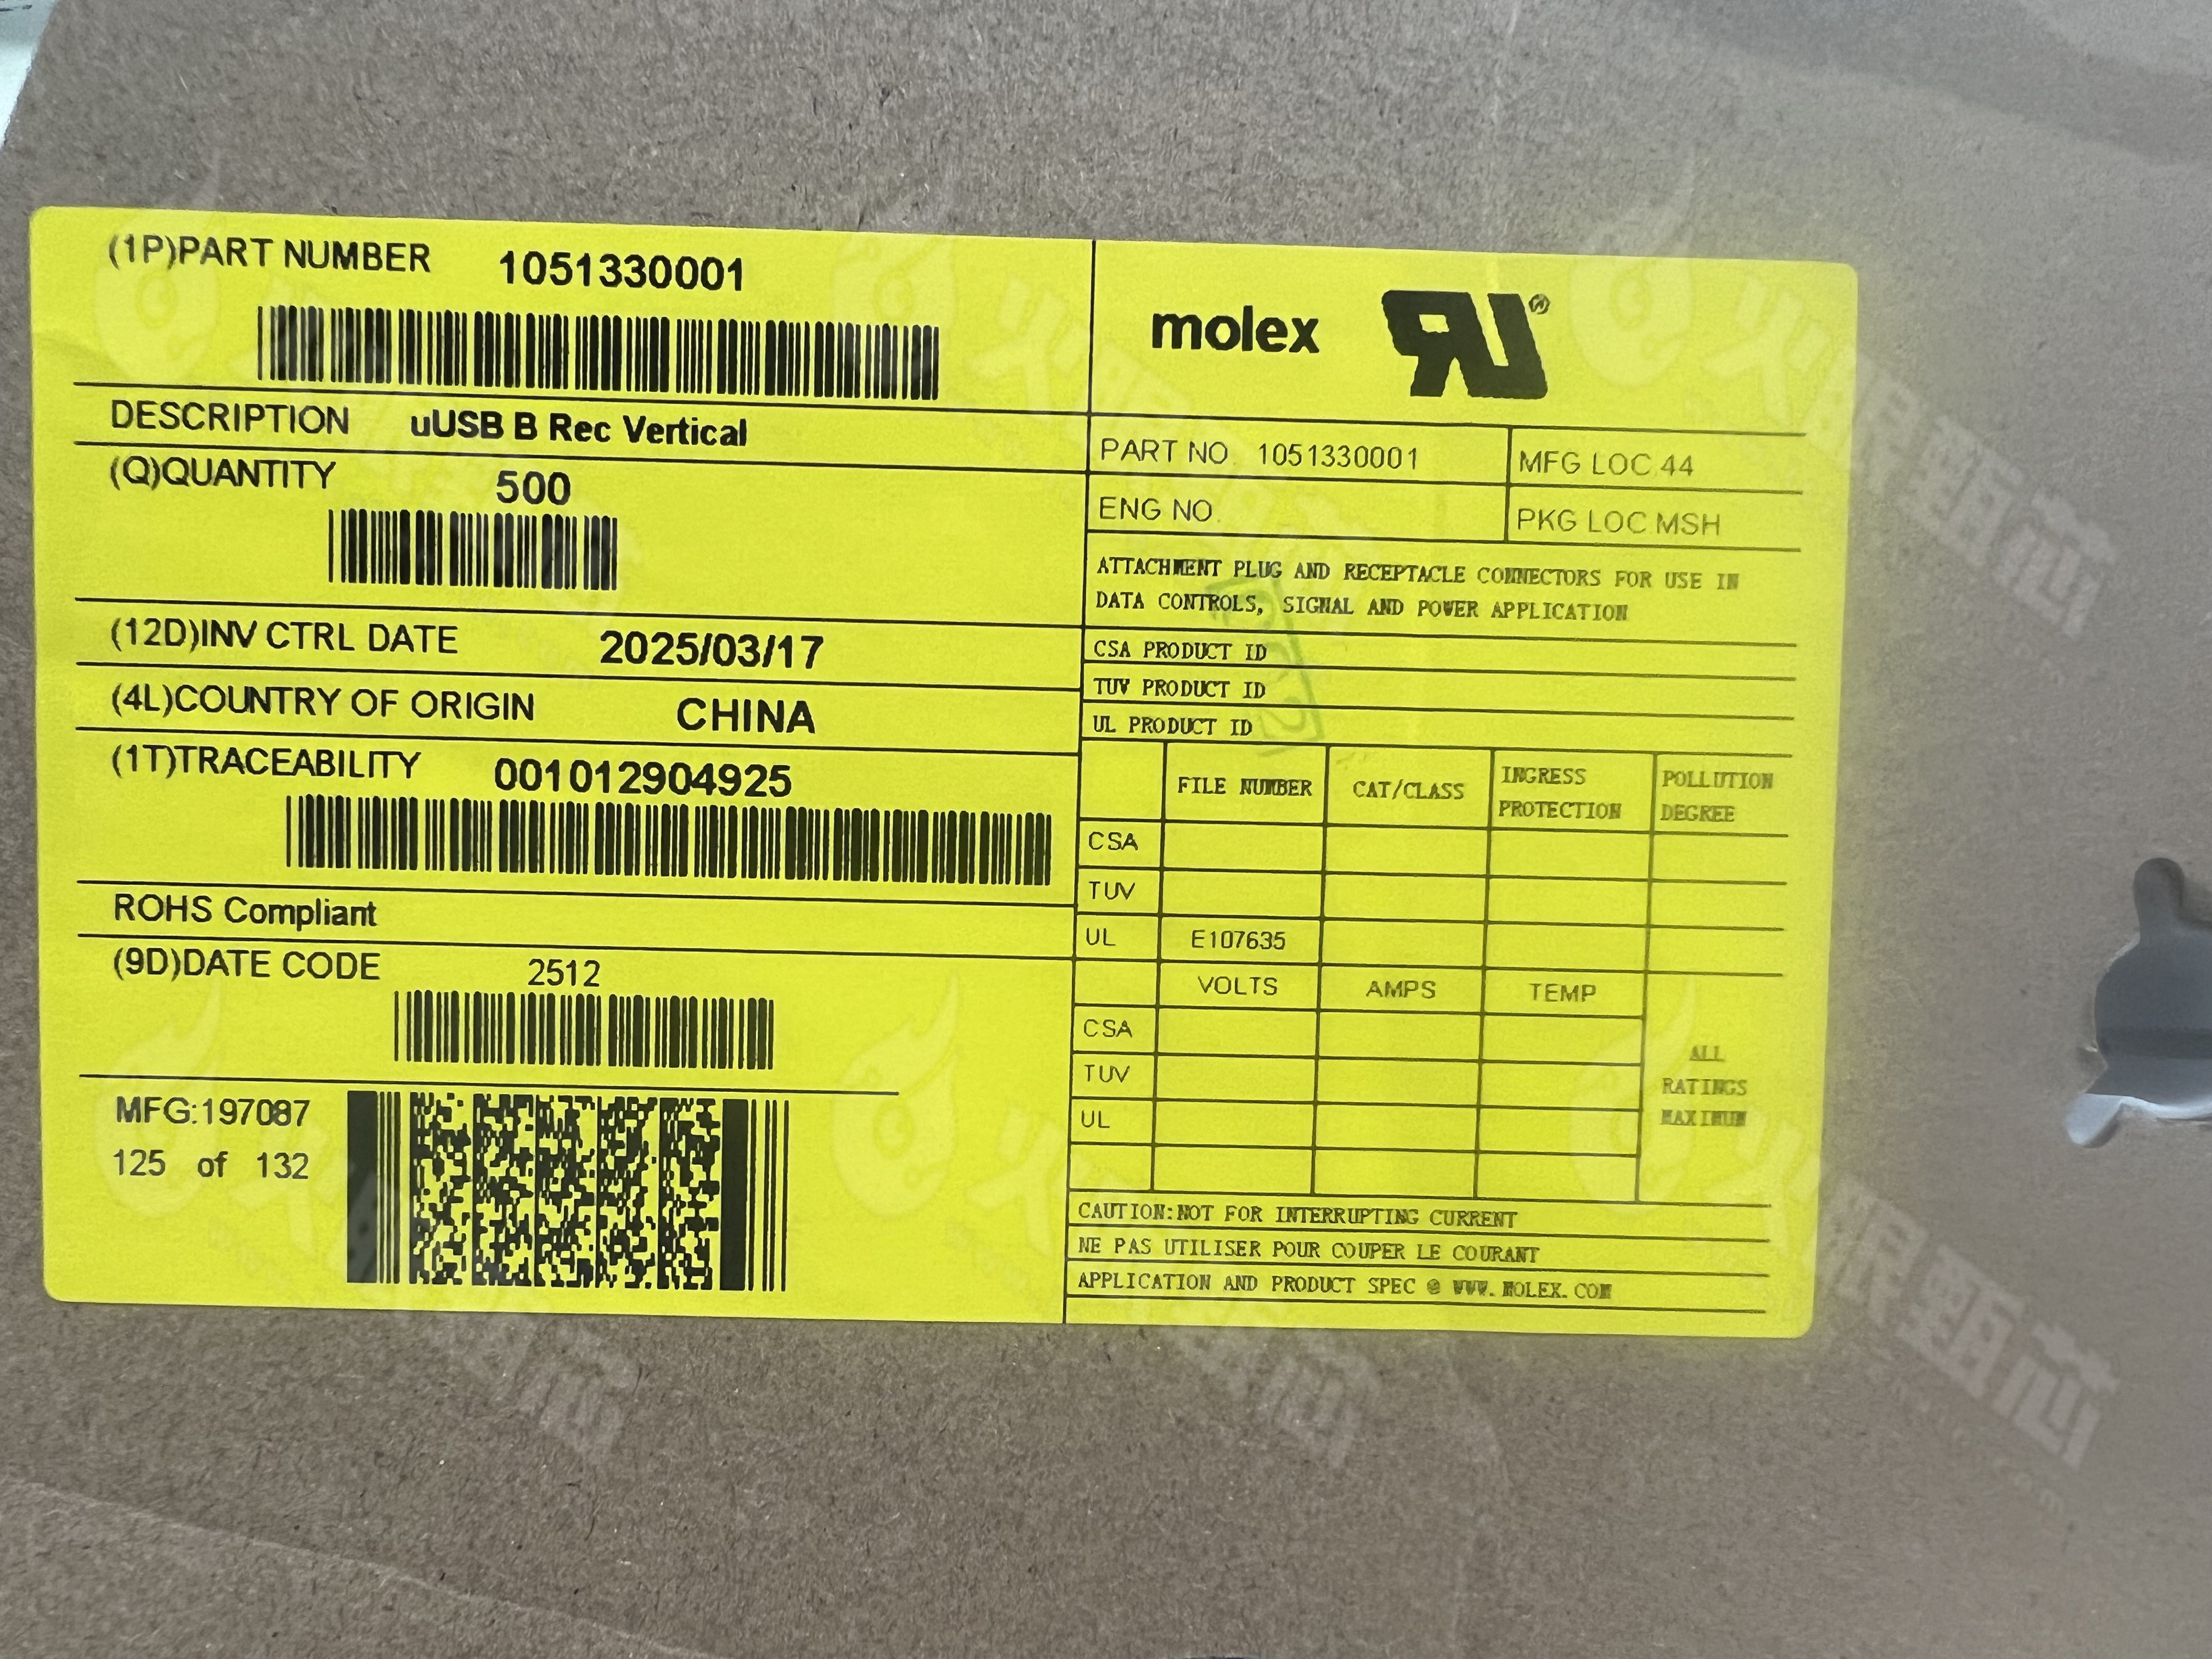 (1P)PART NUMBER 1051330001
DESCRIPTION uUSB B Rec Vertical
(Q)QUANTITY 500
(12D)INV CTRL DATE 2025/03/17
(4L)COUNTRY OF ORIGIN CHINA
(1T)TRACEABILITY 001012904925
ROHS Compliant
(9D)DATE CODE 2512
MFG:197087
125 of 132
molex RU®
PART NO. 1051330001 MFG LOC 44
ENG NO. PKG LOC MSH
ATTACHMENT PLUG AND RECEPTACLE CONNECTORS FOR USE IN
DATA CONTROLS, SIGNAL AND POWER APPLICATION
CSA PRODUCT ID
TUV PRODUCT ID
UL PRODUCT ID
FILE NUMBER CAT/CLASS INGRESS PROTECTION POLLUTION DEGREE
CSA
TUV
UL E107635
VOLTS AMPS TEMP
CSA
TUV
UL
ALL
RATINGS
MAXIMUM
CAUTION:NOT FOR INTERRUPTING CURRENT
NE PAS UTILISER POUR COUPER LE COURANT
APPLICATION AND PRODUCT SPEC @ WWW.MOLEX.COM